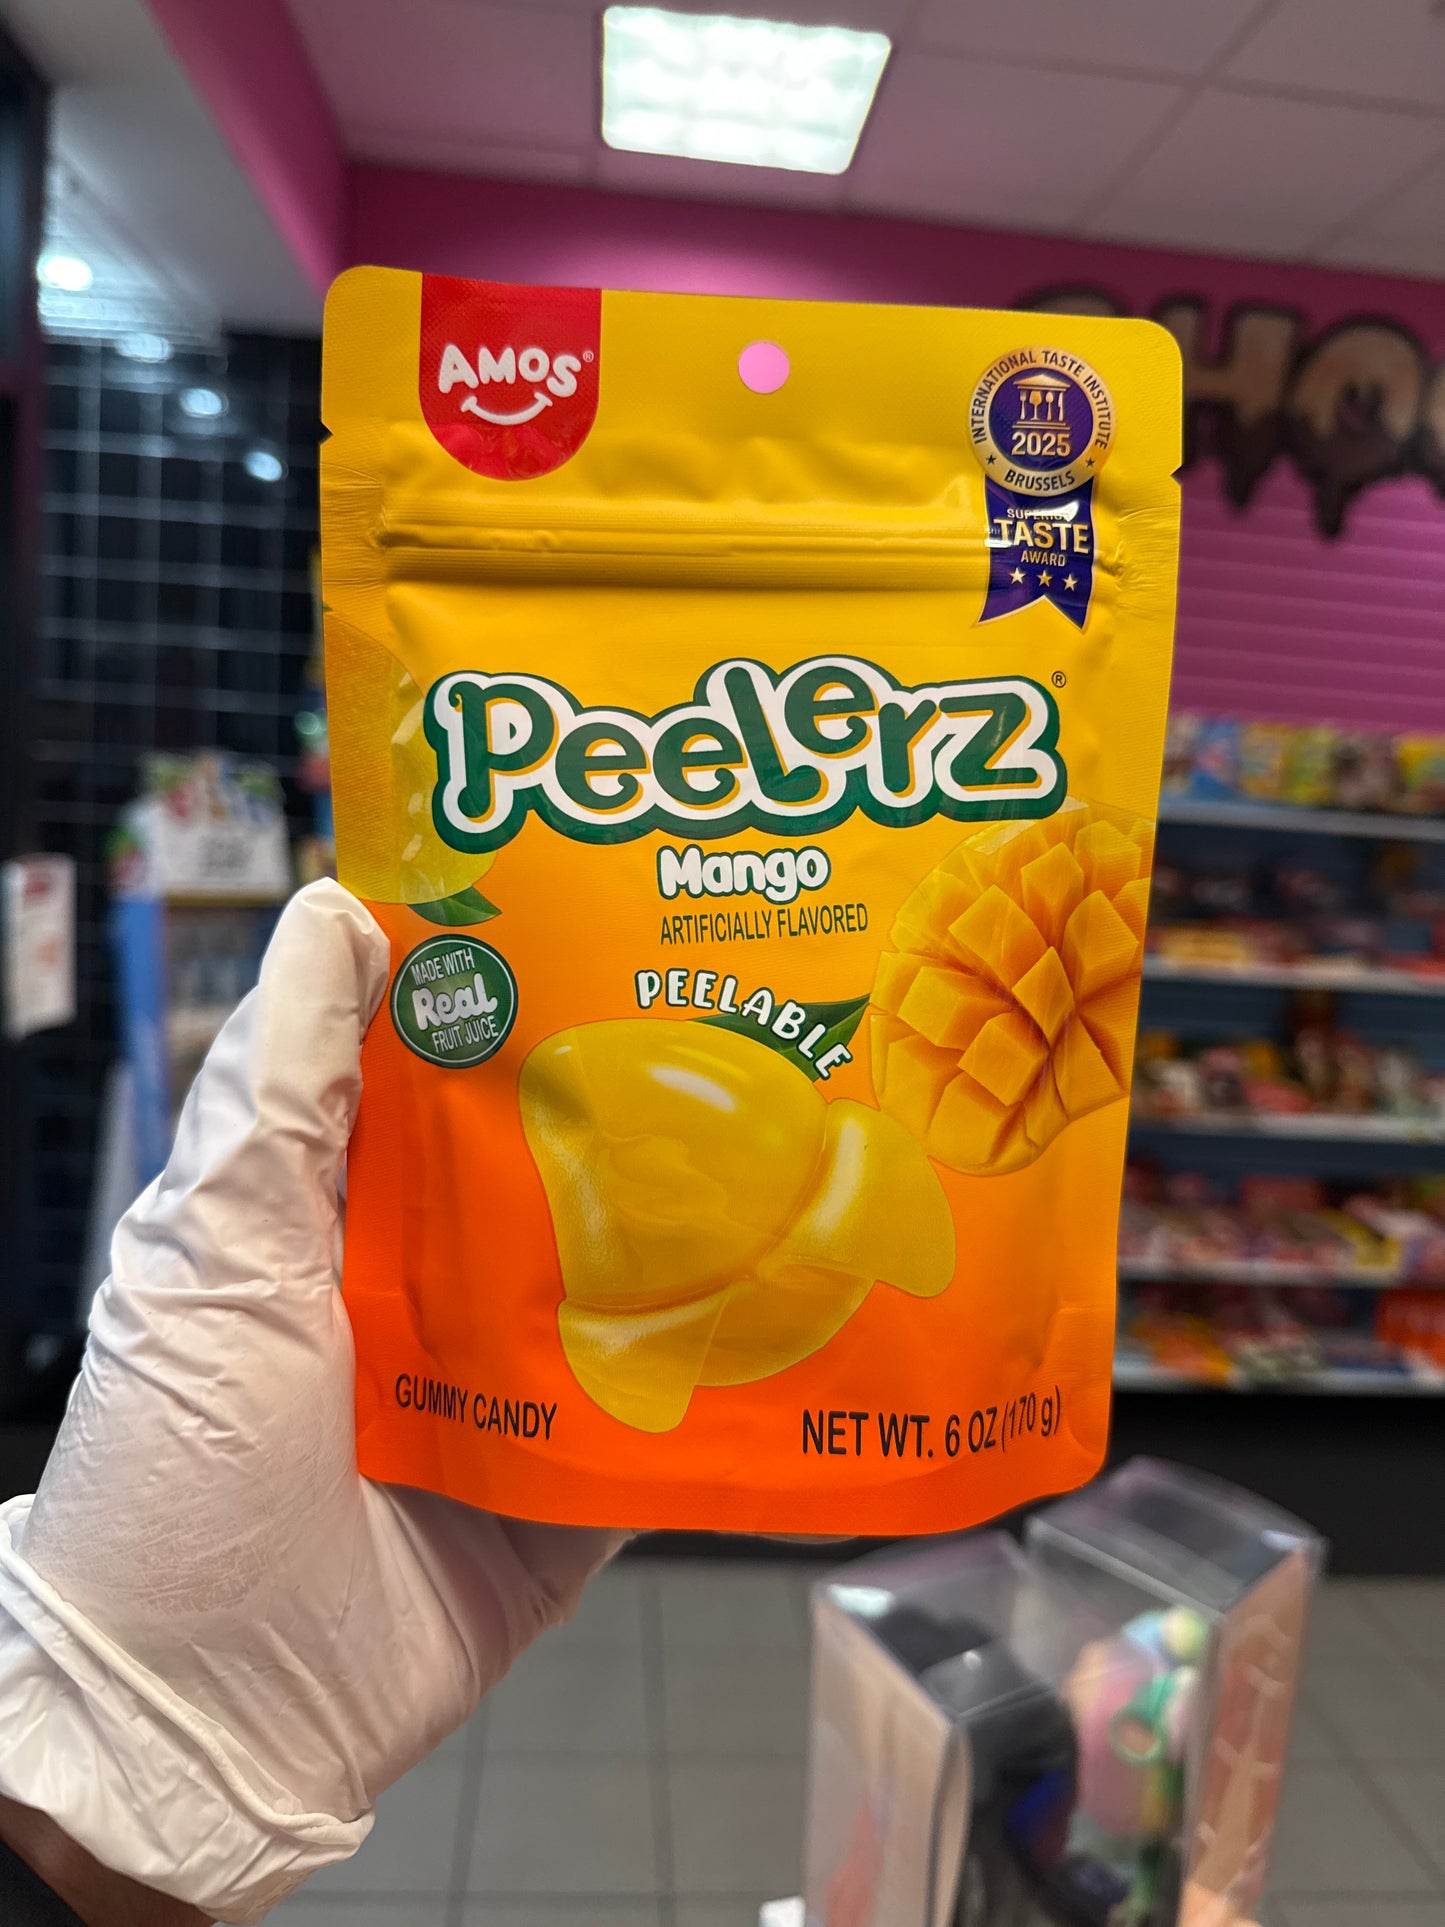 AMOS®
INTERNATIONAL TASTE INSTITUTE
2025
BRUSSELS
SUPERIOR
TASTE
AWARD
Peelerz®
Mango
ARTIFICIALLY FLAVORED
MADE WITH
Real
FRUIT JUICE
PEELABLE
GUMMY CANDY
NET WT. 6 OZ (170 g)